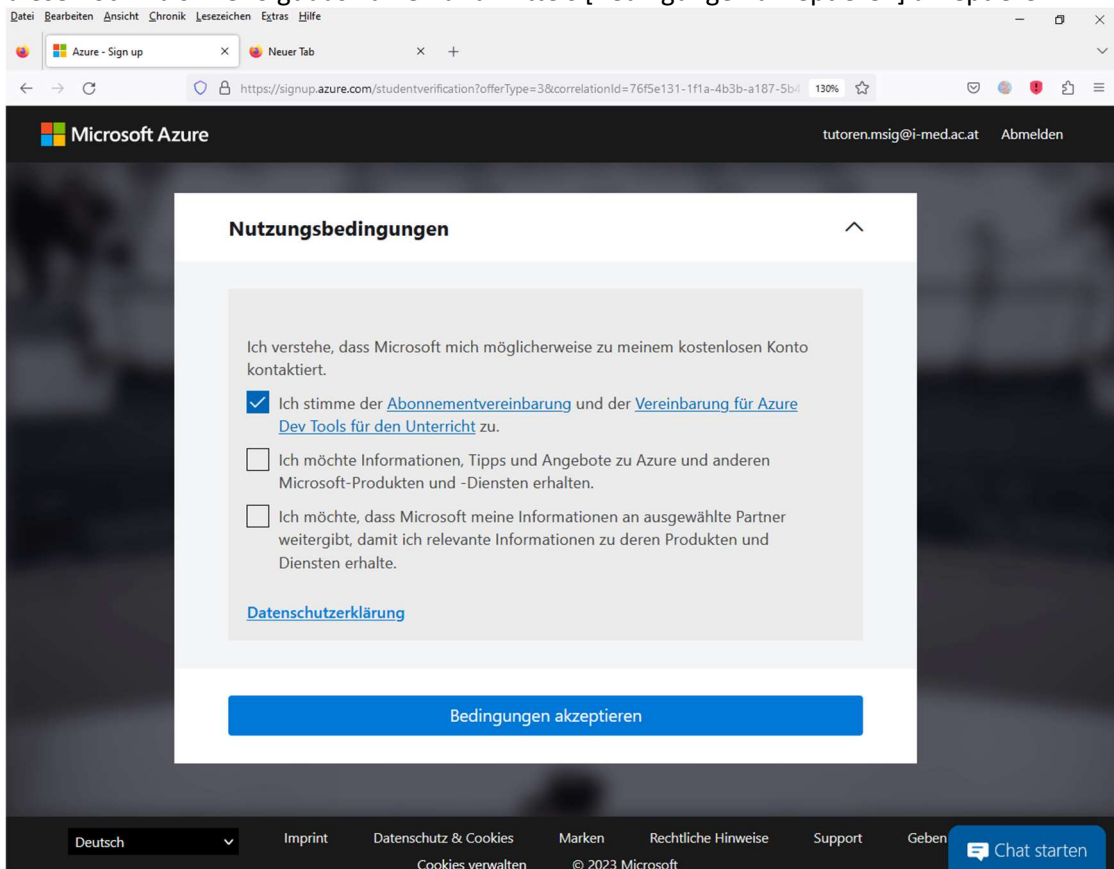 Datei Bearbeiten Ansicht Chronik Lesezeichen Extras Hilfe
Azure - Sign up
Neuer Tab
https://signup.azure.com/studentverification?offerType=3&correlationId=76f5e131-1f1a-4b3b-a187-5b4
130%
Microsoft Azure
tutoren.msig@i-med.ac.at Abmelden
Nutzungsbedingungen
Ich verstehe, dass Microsoft mich möglicherweise zu meinem kostenlosen Konto
kontaktiert.
Ich stimme der Abonnementvereinbarung und der Vereinbarung für Azure
Dev Tools für den Unterricht zu.
Ich möchte Informationen, Tipps und Angebote zu Azure und anderen
Microsoft-Produkten und -Diensten erhalten.
Ich möchte, dass Microsoft meine Informationen an ausgewählte Partner
weitergibt, damit ich relevante Informationen zu deren Produkten und
Diensten erhalte.
Datenschutzerklärung
Bedingungen akzeptieren
Deutsch
Imprint Datenschutz & Cookies Marken Rechtliche Hinweise Support Geben
Chat starten
Cookies verwalten © 2023 Microsoft